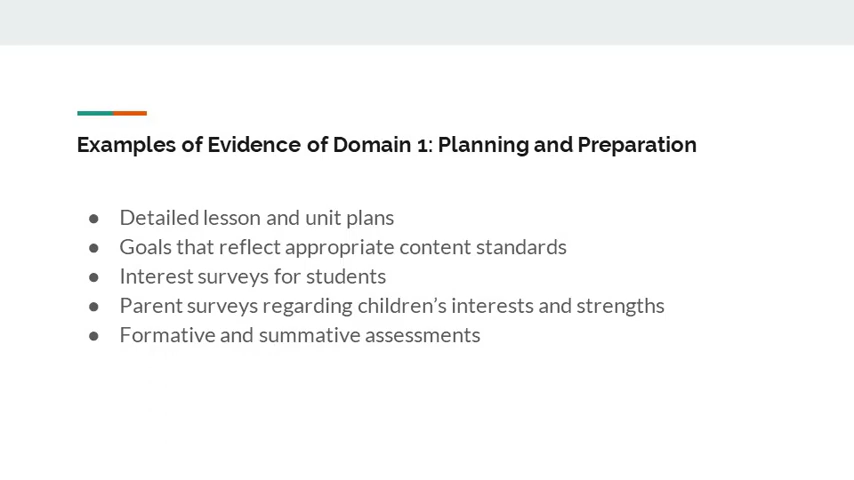 Examples of Evidence of Domain 1: Planning and Preparation
● Detailed lesson and unit plans
● Goals that reflect appropriate content standards
● Interest surveys for students
● Parent surveys regarding children’s interests and strengths
● Formative and summative assessments